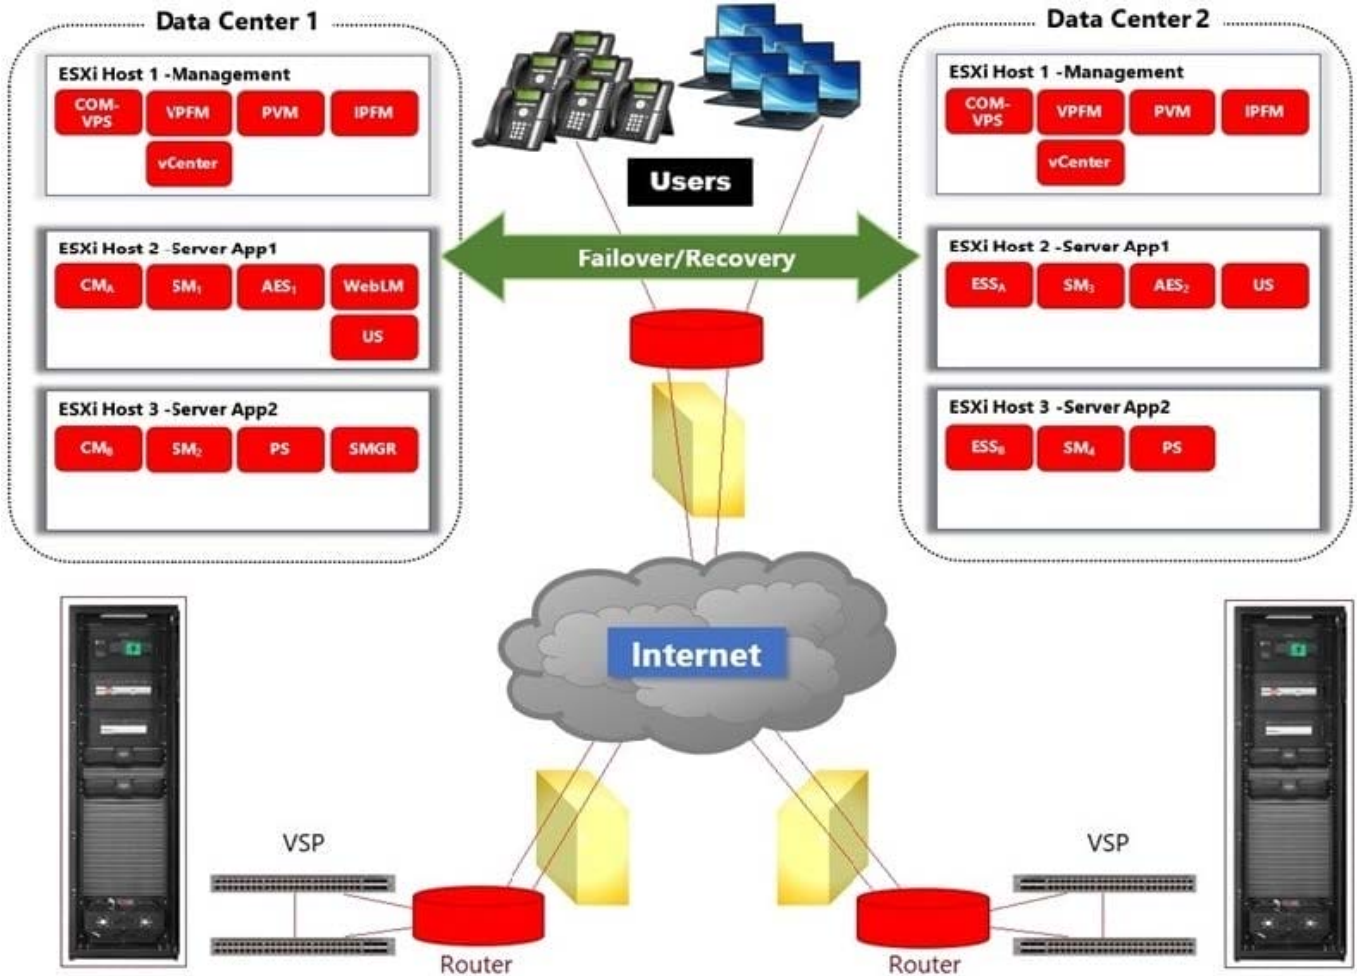 Data Center 1
ESXi Host 1 -Management
COM-
VPS
VPFM
PVM
IPFM
vCenter
ESXi Host 2 -Server App1
CMA
SM1
AES1
WebLM
US
ESXi Host 3 -Server App2
CMB
SM2
PS
SMGR
Users
Failover/Recovery
Data Center 2
ESXi Host 1 -Management
COM-
VPS
VPFM
PVM
IPFM
vCenter
ESXi Host 2 -Server App1
ESSA
SM3
AES2
US
ESXi Host 3 -Server App2
ESSB
SM4
PS
Internet
VSP
Router
VSP
Router